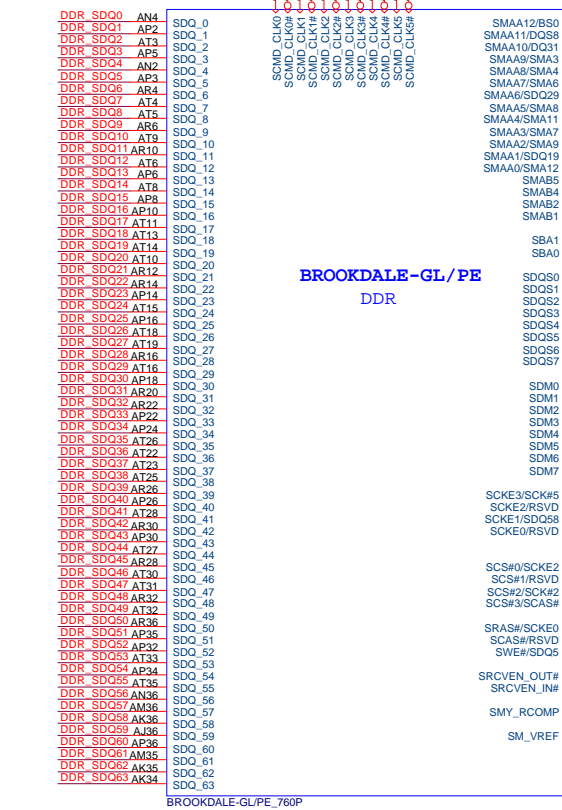 SCMD_CLK0
SCMD_CLK0#
SCMD_CLK1
SCMD_CLK1#
SCMD_CLK2
SCMD_CLK2#
SCMD_CLK3
SCMD_CLK3#
SCMD_CLK4
SCMD_CLK4#
SCMD_CLK5
SCMD_CLK5#
DDR_SDQ0 AN4 SDQ_0
DDR_SDQ1 AP2 SDQ_1
DDR_SDQ2 AT3 SDQ_2
DDR_SDQ3 AP5 SDQ_3
DDR_SDQ4 AN2 SDQ_4
DDR_SDQ5 AP3 SDQ_5
DDR_SDQ6 AR4 SDQ_6
DDR_SDQ7 AT4 SDQ_7
DDR_SDQ8 AT5 SDQ_8
DDR_SDQ9 AR6 SDQ_9
DDR_SDQ10 AT9 SDQ_10
DDR_SDQ11 AR10 SDQ_11
DDR_SDQ12 AT6 SDQ_12
DDR_SDQ13 AP6 SDQ_13
DDR_SDQ14 AT8 SDQ_14
DDR_SDQ15 AP8 SDQ_15
DDR_SDQ16 AP10 SDQ_16
DDR_SDQ17 AT11 SDQ_17
DDR_SDQ18 AT13 SDQ_18
DDR_SDQ19 AT14 SDQ_19
DDR_SDQ20 AT10 SDQ_20
DDR_SDQ21 AR12 SDQ_21
DDR_SDQ22 AR14 SDQ_22
DDR_SDQ23 AP14 SDQ_23
DDR_SDQ24 AT15 SDQ_24
DDR_SDQ25 AP16 SDQ_25
DDR_SDQ26 AT18 SDQ_26
DDR_SDQ27 AT19 SDQ_27
DDR_SDQ28 AR16 SDQ_28
DDR_SDQ29 AT16 SDQ_29
DDR_SDQ30 AP18 SDQ_30
DDR_SDQ31 AR20 SDQ_31
DDR_SDQ32 AR22 SDQ_32
DDR_SDQ33 AP22 SDQ_33
DDR_SDQ34 AP24 SDQ_34
DDR_SDQ35 AT26 SDQ_35
DDR_SDQ36 AT22 SDQ_36
DDR_SDQ37 AT23 SDQ_37
DDR_SDQ38 AT25 SDQ_38
DDR_SDQ39 AR26 SDQ_39
DDR_SDQ40 AP26 SDQ_40
DDR_SDQ41 AT28 SDQ_41
DDR_SDQ42 AR30 SDQ_42
DDR_SDQ43 AP30 SDQ_43
DDR_SDQ44 AT27 SDQ_44
DDR_SDQ45 AR28 SDQ_45
DDR_SDQ46 AT30 SDQ_46
DDR_SDQ47 AT31 SDQ_47
DDR_SDQ48 AR32 SDQ_48
DDR_SDQ49 AT32 SDQ_49
DDR_SDQ50 AR36 SDQ_50
DDR_SDQ51 AP35 SDQ_51
DDR_SDQ52 AP32 SDQ_52
DDR_SDQ53 AT33 SDQ_53
DDR_SDQ54 AP34 SDQ_54
DDR_SDQ55 AT35 SDQ_55
DDR_SDQ56 AN36 SDQ_56
DDR_SDQ57 AM36 SDQ_57
DDR_SDQ58 AK36 SDQ_58
DDR_SDQ59 AJ36 SDQ_59
DDR_SDQ60 AP36 SDQ_60
DDR_SDQ61 AM35 SDQ_61
DDR_SDQ62 AK35 SDQ_62
DDR_SDQ63 AK34 SDQ_63
BROOKDALE-GL/PE
DDR
SMAA12/BS0
SMAA11/DQS8
SMAA10/DQ31
SMAA9/SMA3
SMAA8/SMA4
SMAA7/SMA6
SMAA6/SDQ29
SMAA5/SMA8
SMAA4/SMA11
SMAA3/SMA7
SMAA2/SMA9
SMAA1/SDQ19
SMAA0/SMA12
SMAB5
SMAB4
SMAB2
SMAB1
SBA1
SBA0
SDQS0
SDQS1
SDQS2
SDQS3
SDQS4
SDQS5
SDQS6
SDQS7
SDM0
SDM1
SDM2
SDM3
SDM4
SDM5
SDM6
SDM7
SCKE3/SCK#5
SCKE2/RSVD
SCKE1/SDQ58
SCKE0/RSVD
SCS#0/SCKE2
SCS#1/RSVD
SCS#2/SCK#2
SCS#3/SCAS#
SRAS#/SCKE0
SCAS#/RSVD
SWE#/SDQ5
SRCVEN_OUT#
SRCVEN_IN#
SMY_RCOMP
SM_VREF
BROOKDALE-GL/PE_760P